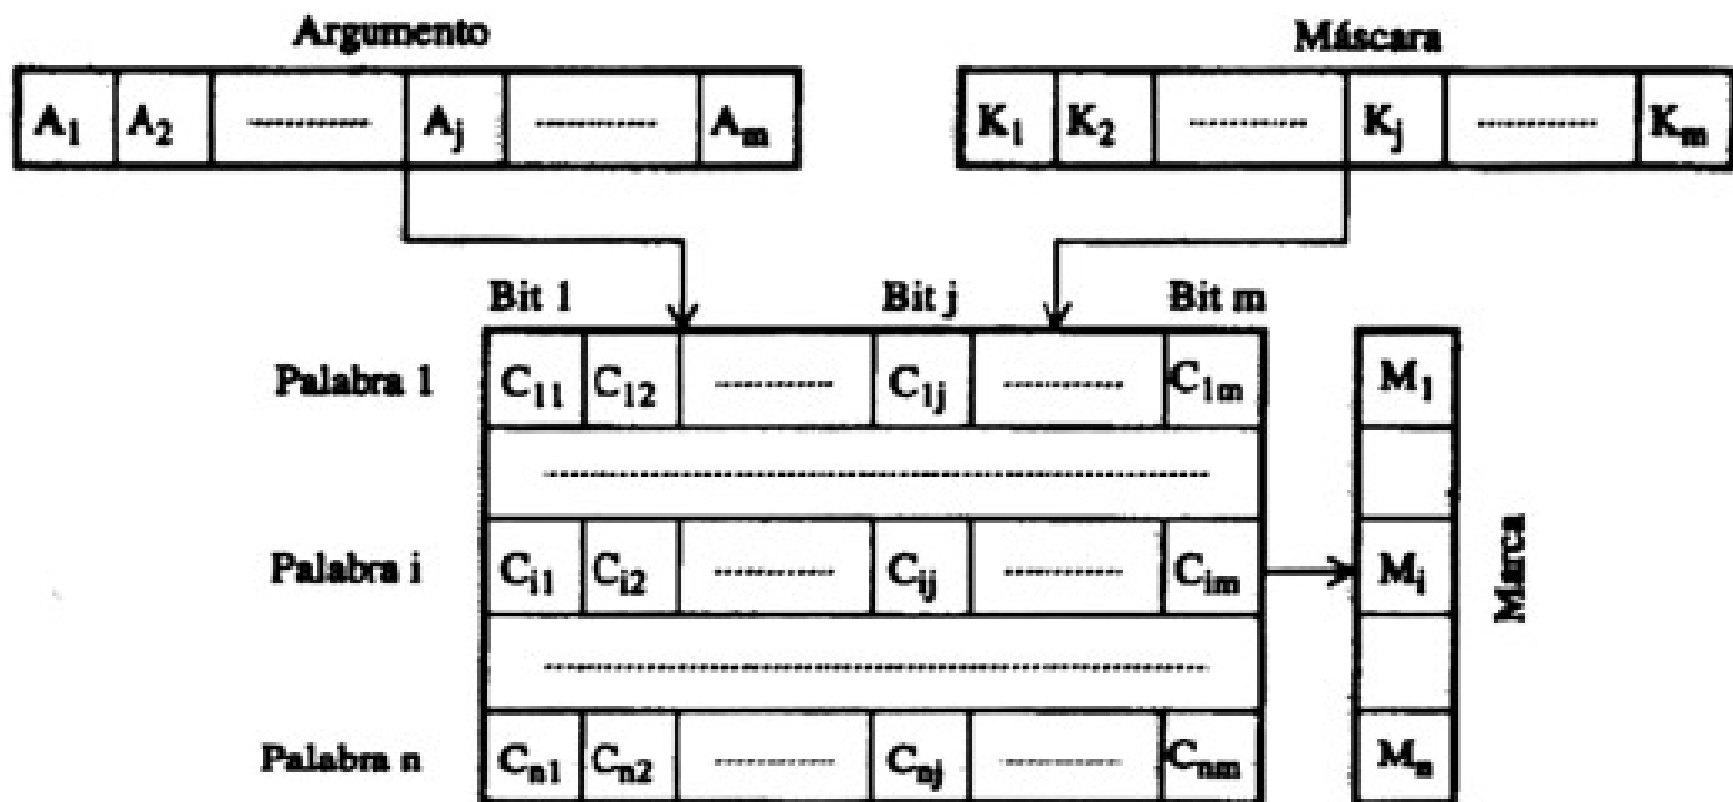 Argumento Máscara
A1 A2 ............ Aj ............ Am K1 K2 ............ Kj ............ Km
Bit 1 Bit j Bit m
Palabra 1 C11 C12 ............ C1j ............ C1m M1
Palabra i Ci1 Ci2 ............ Cij ............ Cim Mi
Marca
Palabra n Cn1 Cn2 ............ Cnj ............ Cnm Mn